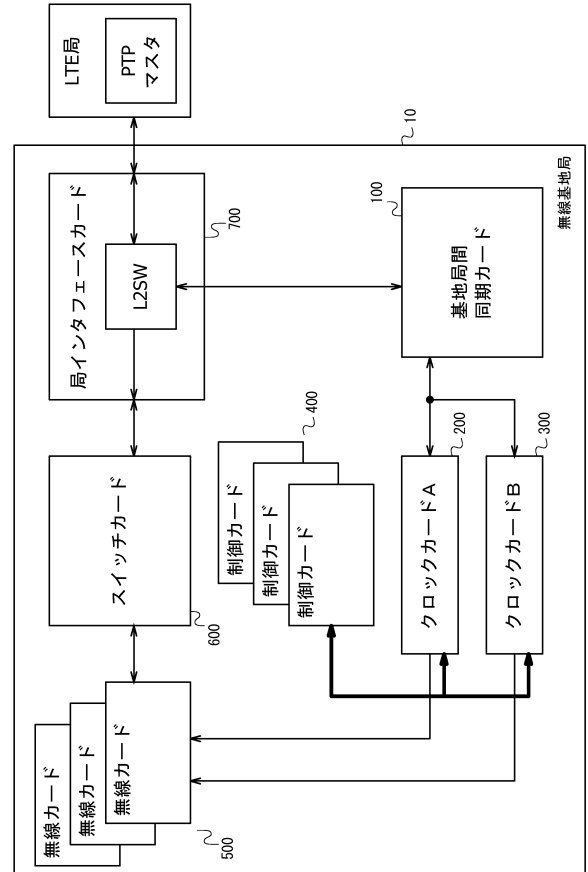 無線基地局
10
LTE局
PTP
マスタ
局インタフェースカード
L2SW
700
スイッチカード
600
無線カード
無線カード
無線カード
500
制御カード
制御カード
制御カード
400
基地局間
同期カード
100
クロックカードA
200
クロックカードB
300